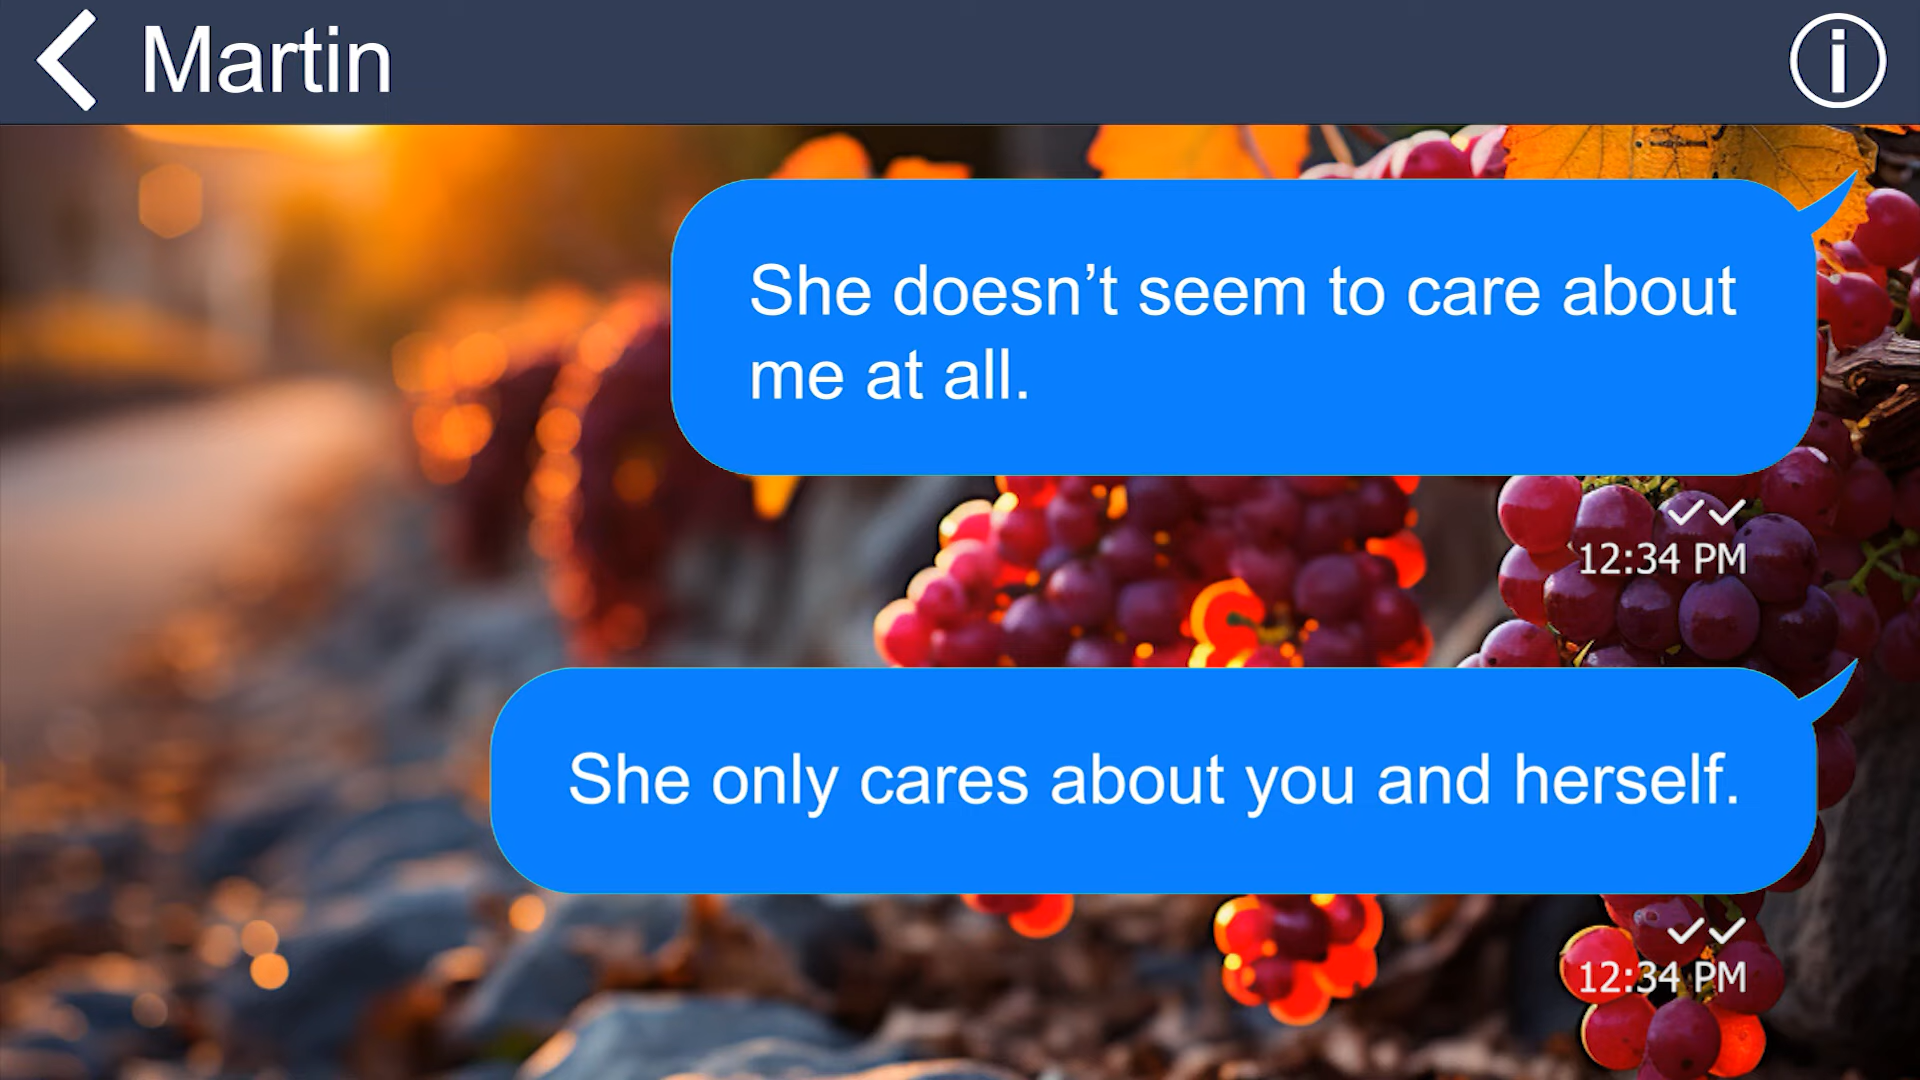 Martin
She doesn’t seem to care about
me at all.
12:34 PM
She only cares about you and herself.
12:34 PM